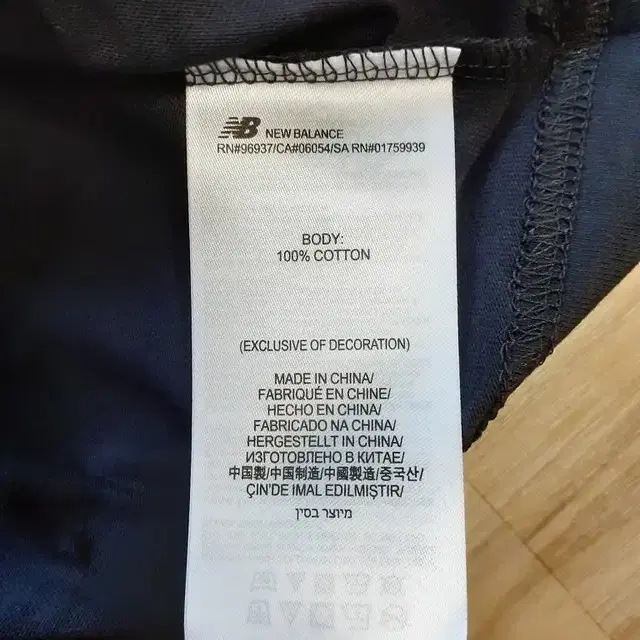 NB NEW BALANCE
RN#96937/CA#06054/SA RN#01759939
BODY:
100% COTTON
(EXCLUSIVE OF DECORATION)
MADE IN CHINA/
FABRIQUÉ EN CHINE/
HECHO EN CHINA/
FABRICADO NA CHINA/
HERGESTELLT IN CHINA/
ИЗГОТОВЛЕНО В КИТАЕ/
中国製/中国制造/中國製造/중국산/
ÇIN'DE IMAL EDILMIŞTIR/
מיוצר בסין